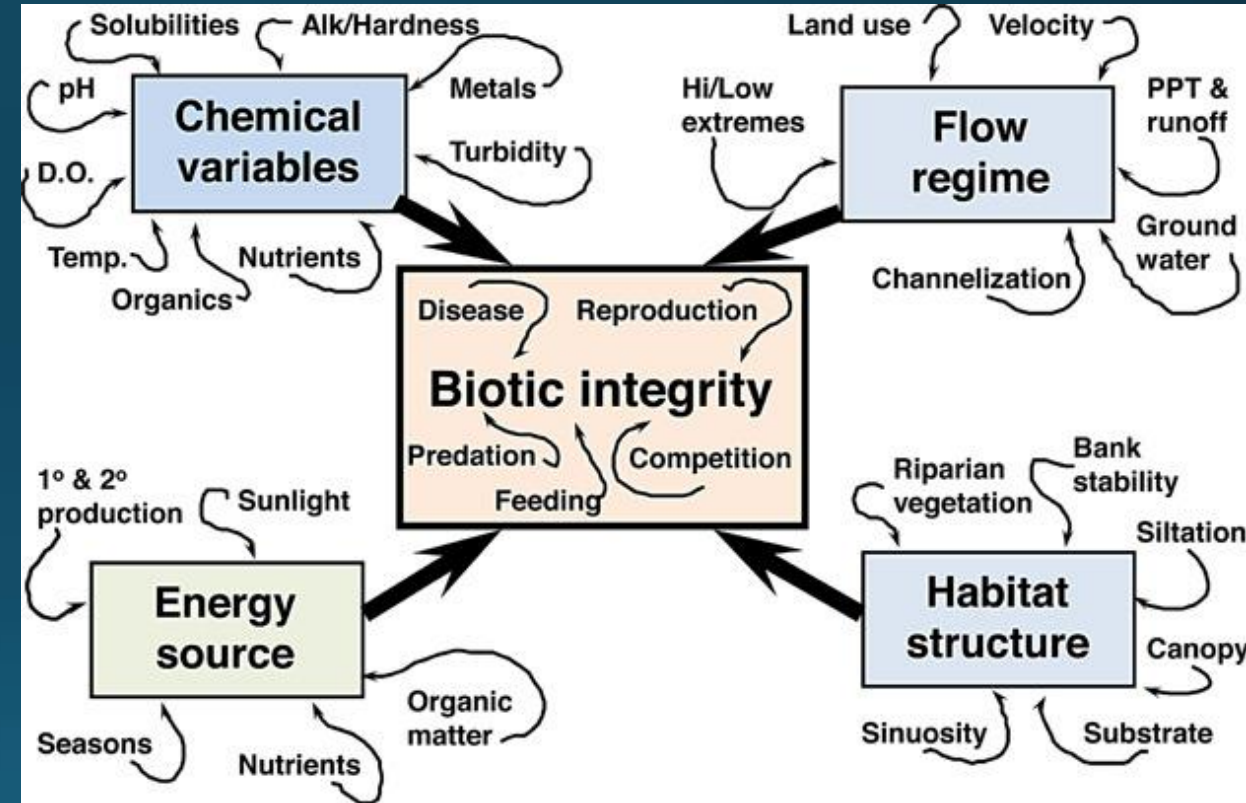 Solubilities
Alk/Hardness
pH
Metals
Chemical
variables
Turbidity
D.O.
Temp.
Organics
Nutrients
Land use
Velocity
Hi/Low
extremes
PPT &
runoff
Flow
regime
Ground
water
Channelization
Disease
Reproduction
Biotic integrity
Predation
Competition
Feeding
1º & 2º
production
Sunlight
Energy
source
Organic
matter
Seasons
Nutrients
Riparian
vegetation
Bank
stability
Siltation
Habitat
structure
Canopy
Sinuosity
Substrate